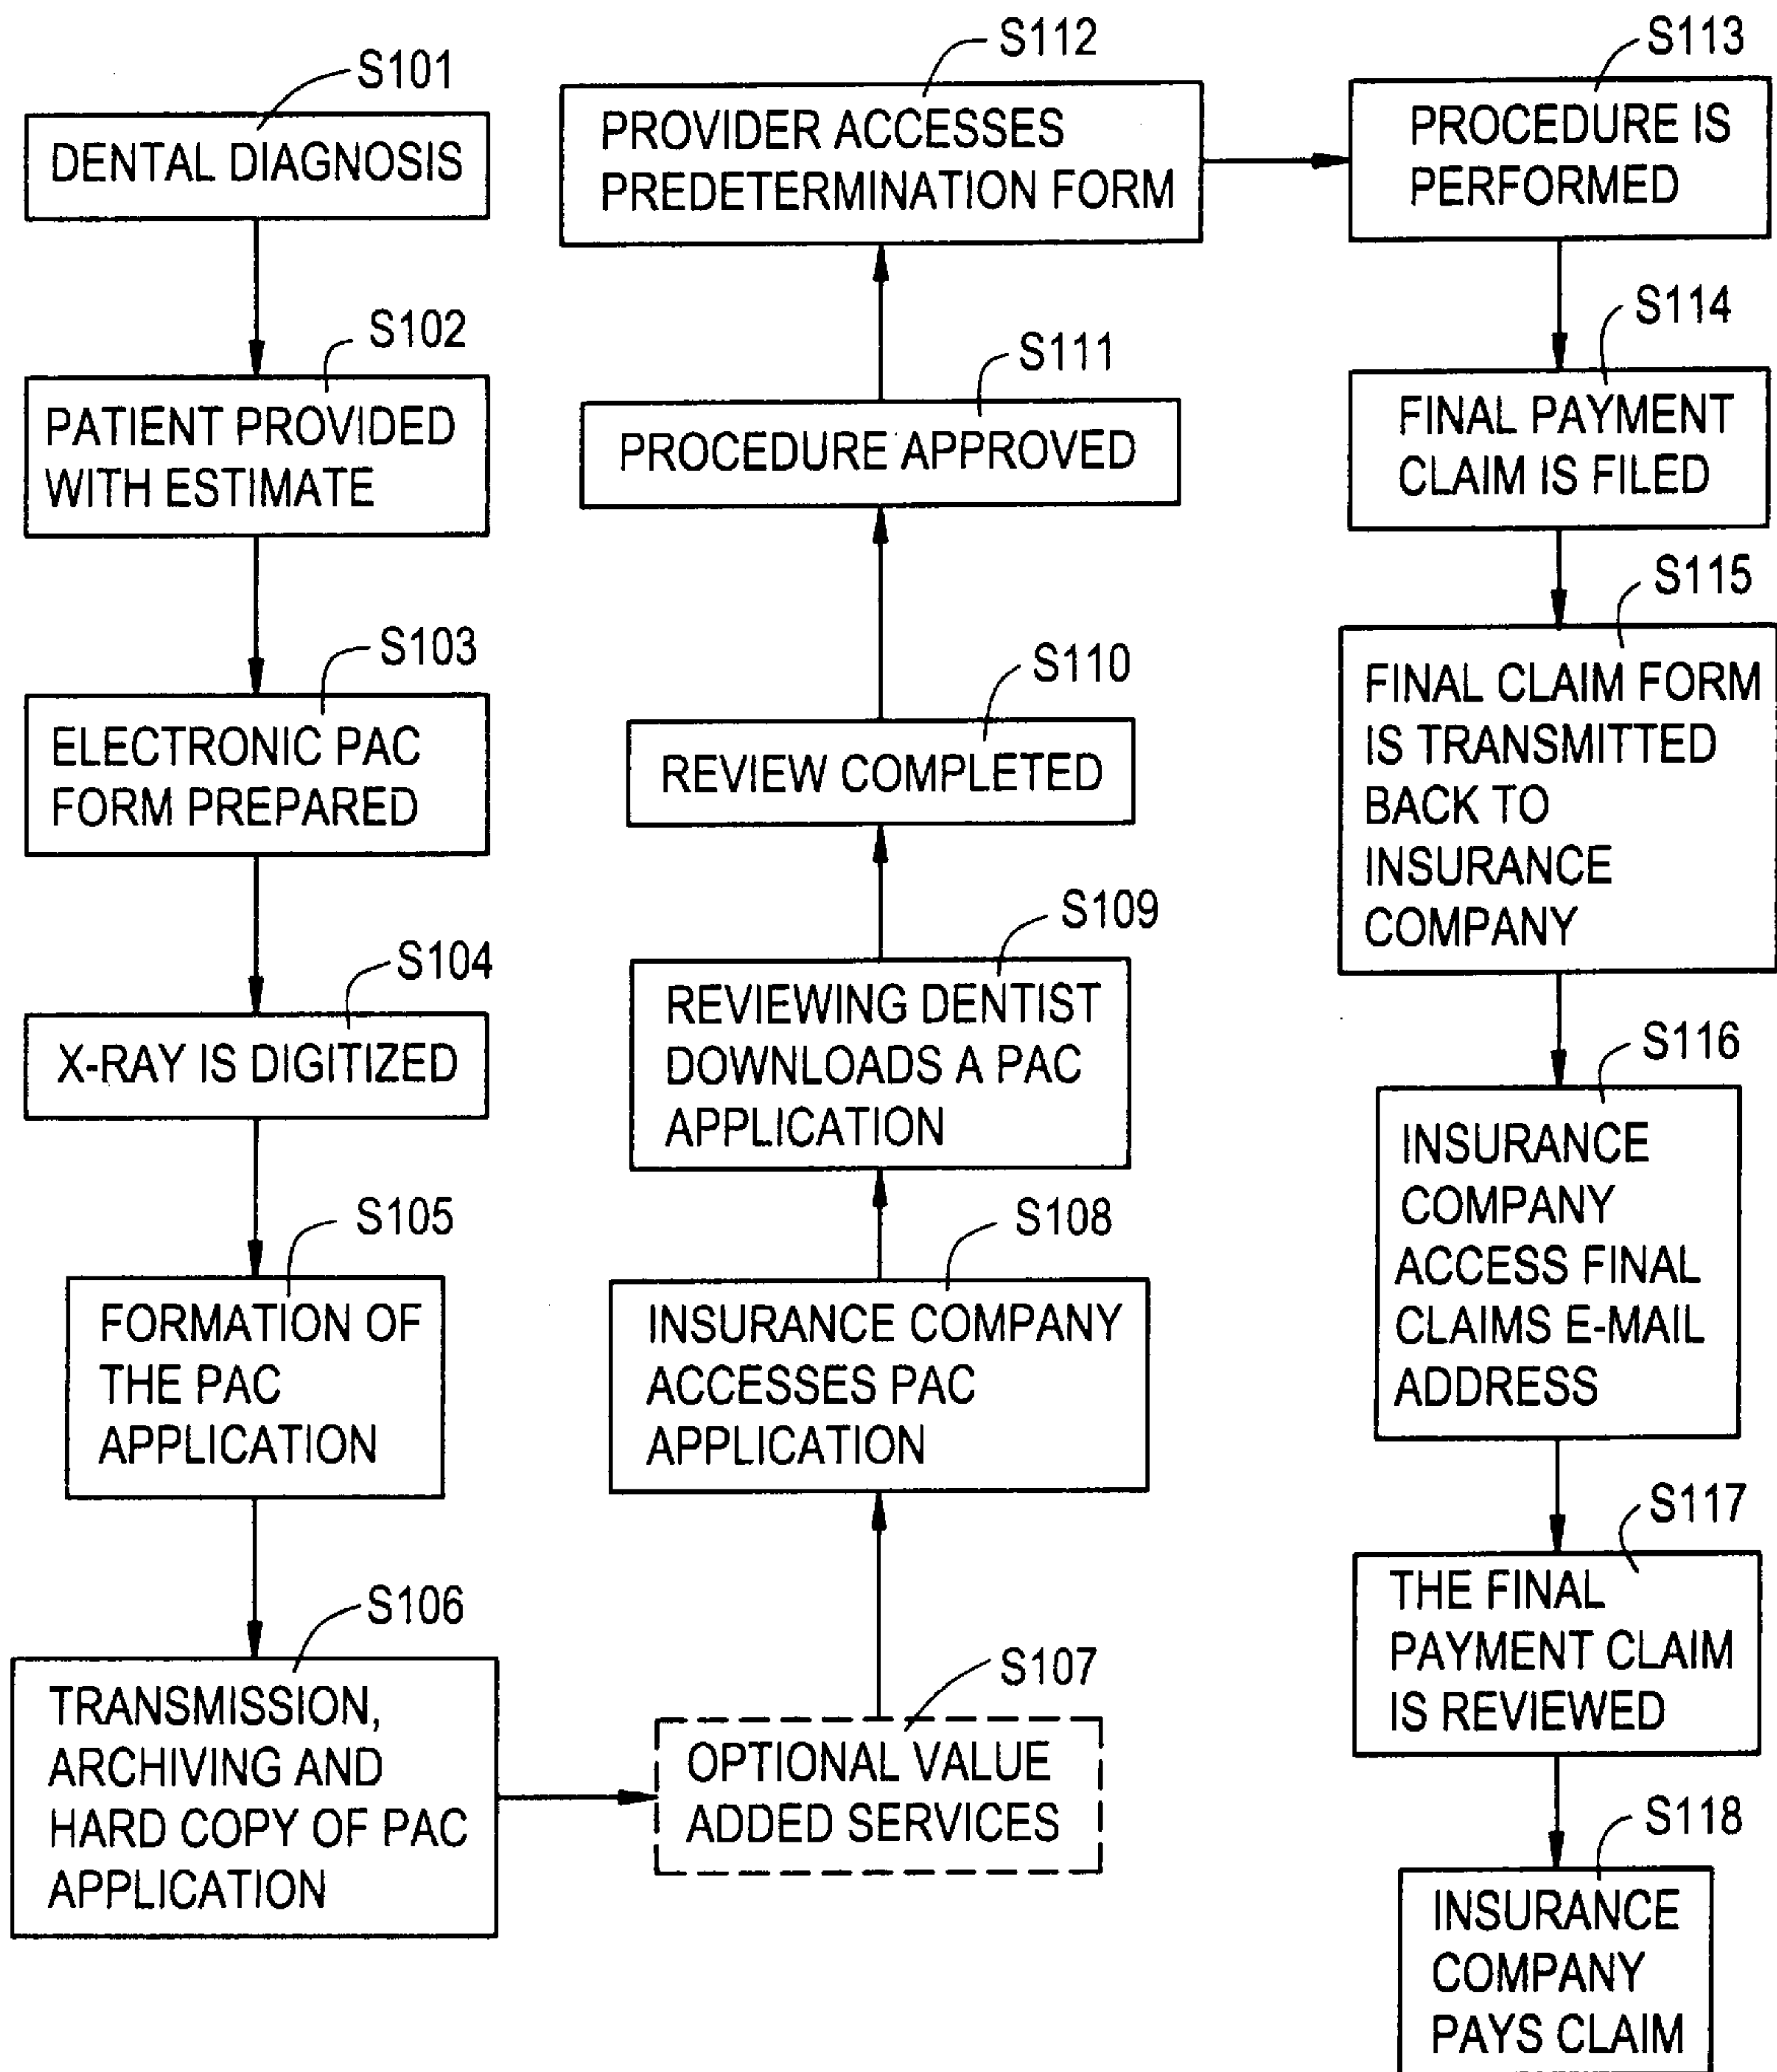 S101
DENTAL DIAGNOSIS
S102
PATIENT PROVIDED
WITH ESTIMATE
S103
ELECTRONIC PAC
FORM PREPARED
S104
X-RAY IS DIGITIZED
S105
FORMATION OF
THE PAC
APPLICATION
S106
TRANSMISSION,
ARCHIVING AND
HARD COPY OF PAC
APPLICATION
S107
OPTIONAL VALUE
ADDED SERVICES
S108
INSURANCE COMPANY
ACCESSES PAC
APPLICATION
S109
REVIEWING DENTIST
DOWNLOADS A PAC
APPLICATION
S110
REVIEW COMPLETED
S111
PROCEDURE APPROVED
S112
PROVIDER ACCESSES
PREDETERMINATION FORM
S113
PROCEDURE IS
PERFORMED
S114
FINAL PAYMENT
CLAIM IS FILED
S115
FINAL CLAIM FORM
IS TRANSMITTED
BACK TO
INSURANCE
COMPANY
S116
INSURANCE
COMPANY
ACCESS FINAL
CLAIMS E-MAIL
ADDRESS
S117
THE FINAL
PAYMENT CLAIM
IS REVIEWED
S118
INSURANCE
COMPANY
PAYS CLAIM